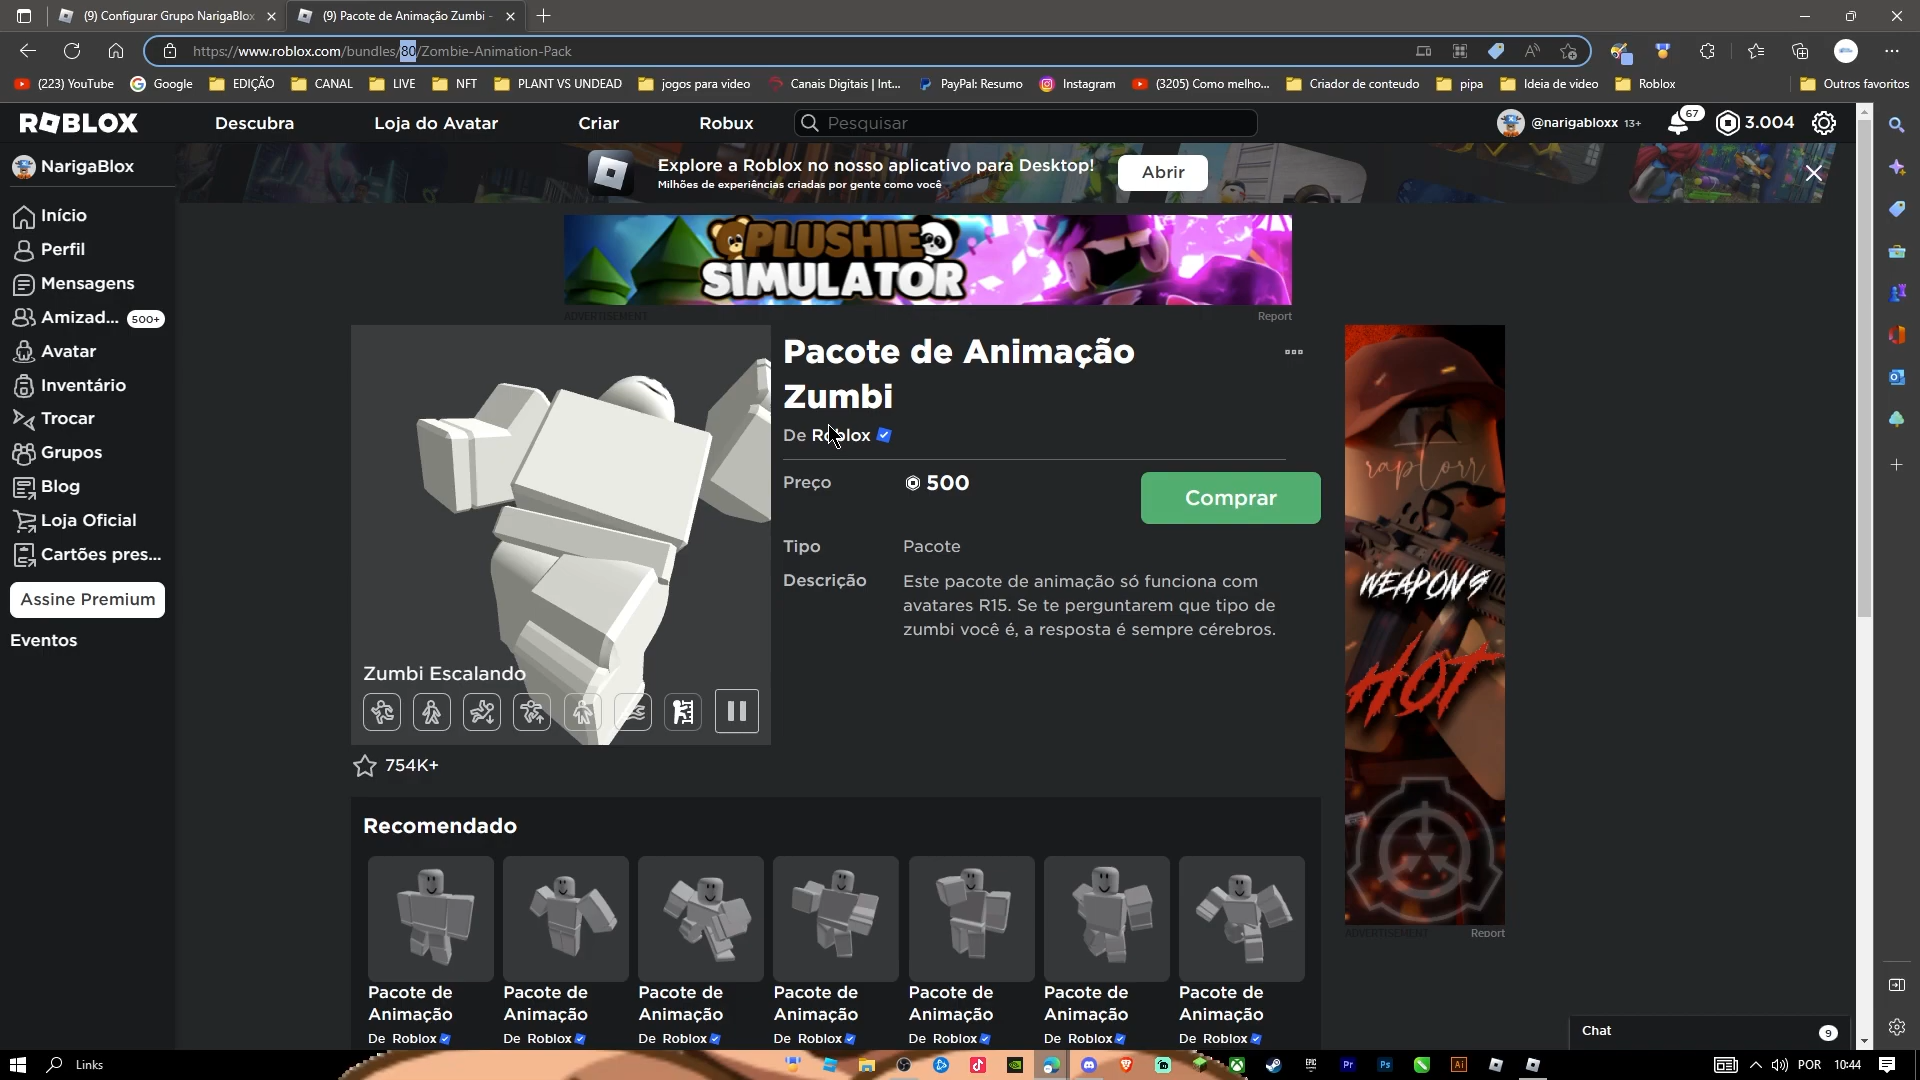 (9) Configurar Grupo NarigaBlox
(9) Pacote de Animação Zumbi -
https://www.roblox.com/bundles/80/Zombie-Animation-Pack
(223) YouTube
Google
EDIÇÃO
CANAL
LIVE
NFT
PLANT VS UNDEAD
jogos para video
Canais Digitais | Int...
PayPal: Resumo
Instagram
(3205) Como melho...
Criador de conteudo
pipa
Ideia de video
Roblox
Outros favoritos
ROBLOX
Descubra
Loja do Avatar
Criar
Robux
Pesquisar
@narigabloxx 13+
67
3.004
NarigaBlox
Explore a Roblox no nosso aplicativo para Desktop!
Milhões de experiências criadas por gente como você
Abrir
Início
Perfil
Mensagens
Amizad... 500+
Avatar
Inventário
Trocar
Grupos
Blog
Loja Oficial
Cartões pres...
Assine Premium
Eventos
PLUSHIE
SIMULATOR
ADVERTISEMENT
Report
Pacote de Animação
Zumbi
De Roblox
Preço
500
Comprar
Tipo
Pacote
Descrição
Este pacote de animação só funciona com
avatares R15. Se te perguntarem que tipo de
zumbi você é, a resposta é sempre cérebros.
Zumbi Escalando
754K+
raptorr
WEAPONS
HOT
ADVERTISEMENT
Report
Recomendado
Pacote de
Animação
De Roblox
Pacote de
Animação
De Roblox
Pacote de
Animação
De Roblox
Pacote de
Animação
De Roblox
Pacote de
Animação
De Roblox
Pacote de
Animação
De Roblox
Pacote de
Animação
De Roblox
Chat
9
Links
EPIC
Pr
Ps
Ai
POR
10:44